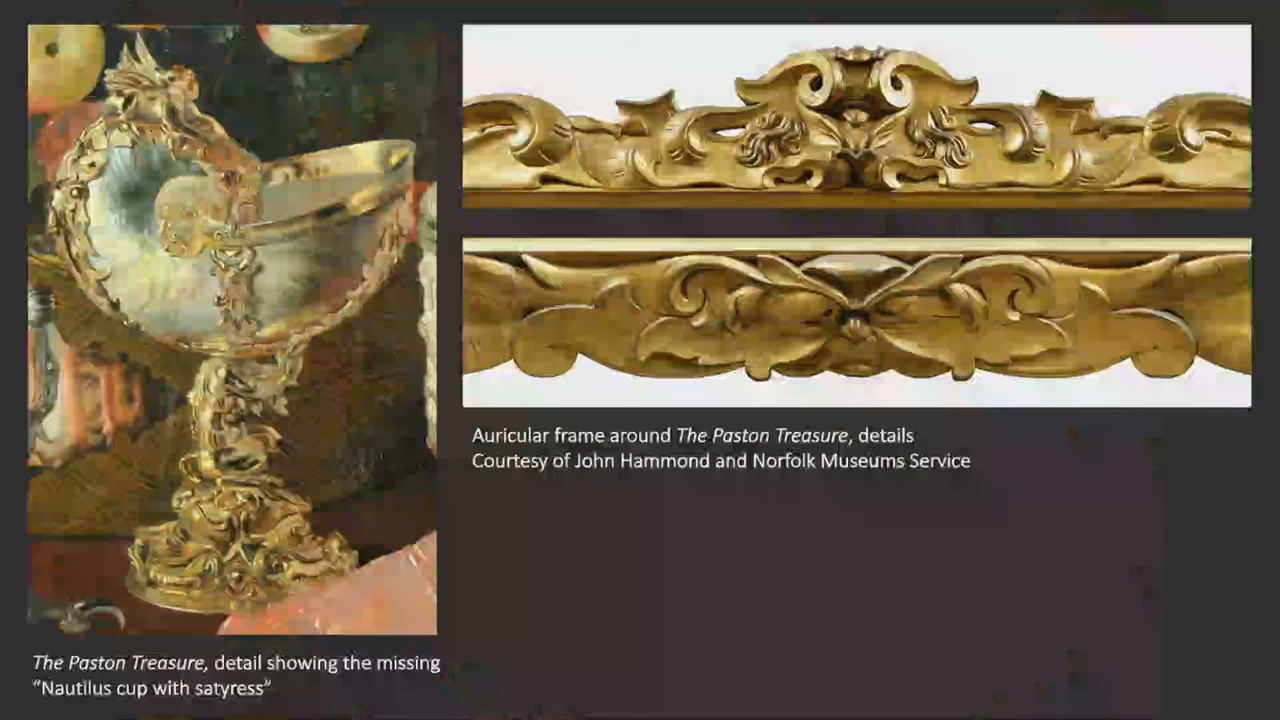 Auricular frame around The Paston Treasure, details
Courtesy of John Hammond and Norfolk Museums Service
The Paston Treasure, detail showing the missing
“Nautilus cup with satyress”